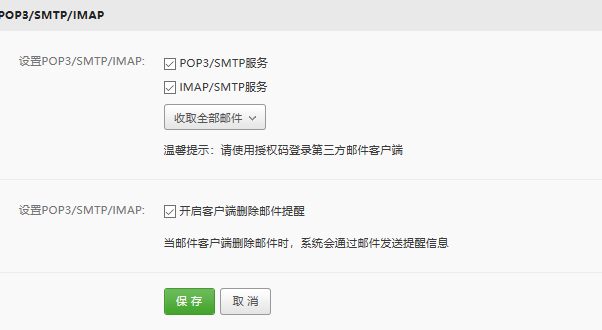 POP3/SMTP/IMAP
设置POP3/SMTP/IMAP: POP3/SMTP服务
IMAP/SMTP服务
收取全部邮件
温馨提示：请使用授权码登录第三方邮件客户端
设置POP3/SMTP/IMAP: 开启客户端删除邮件提醒
当邮件客户端删除邮件时，系统会通过邮件发送提醒信息
保 存 取 消